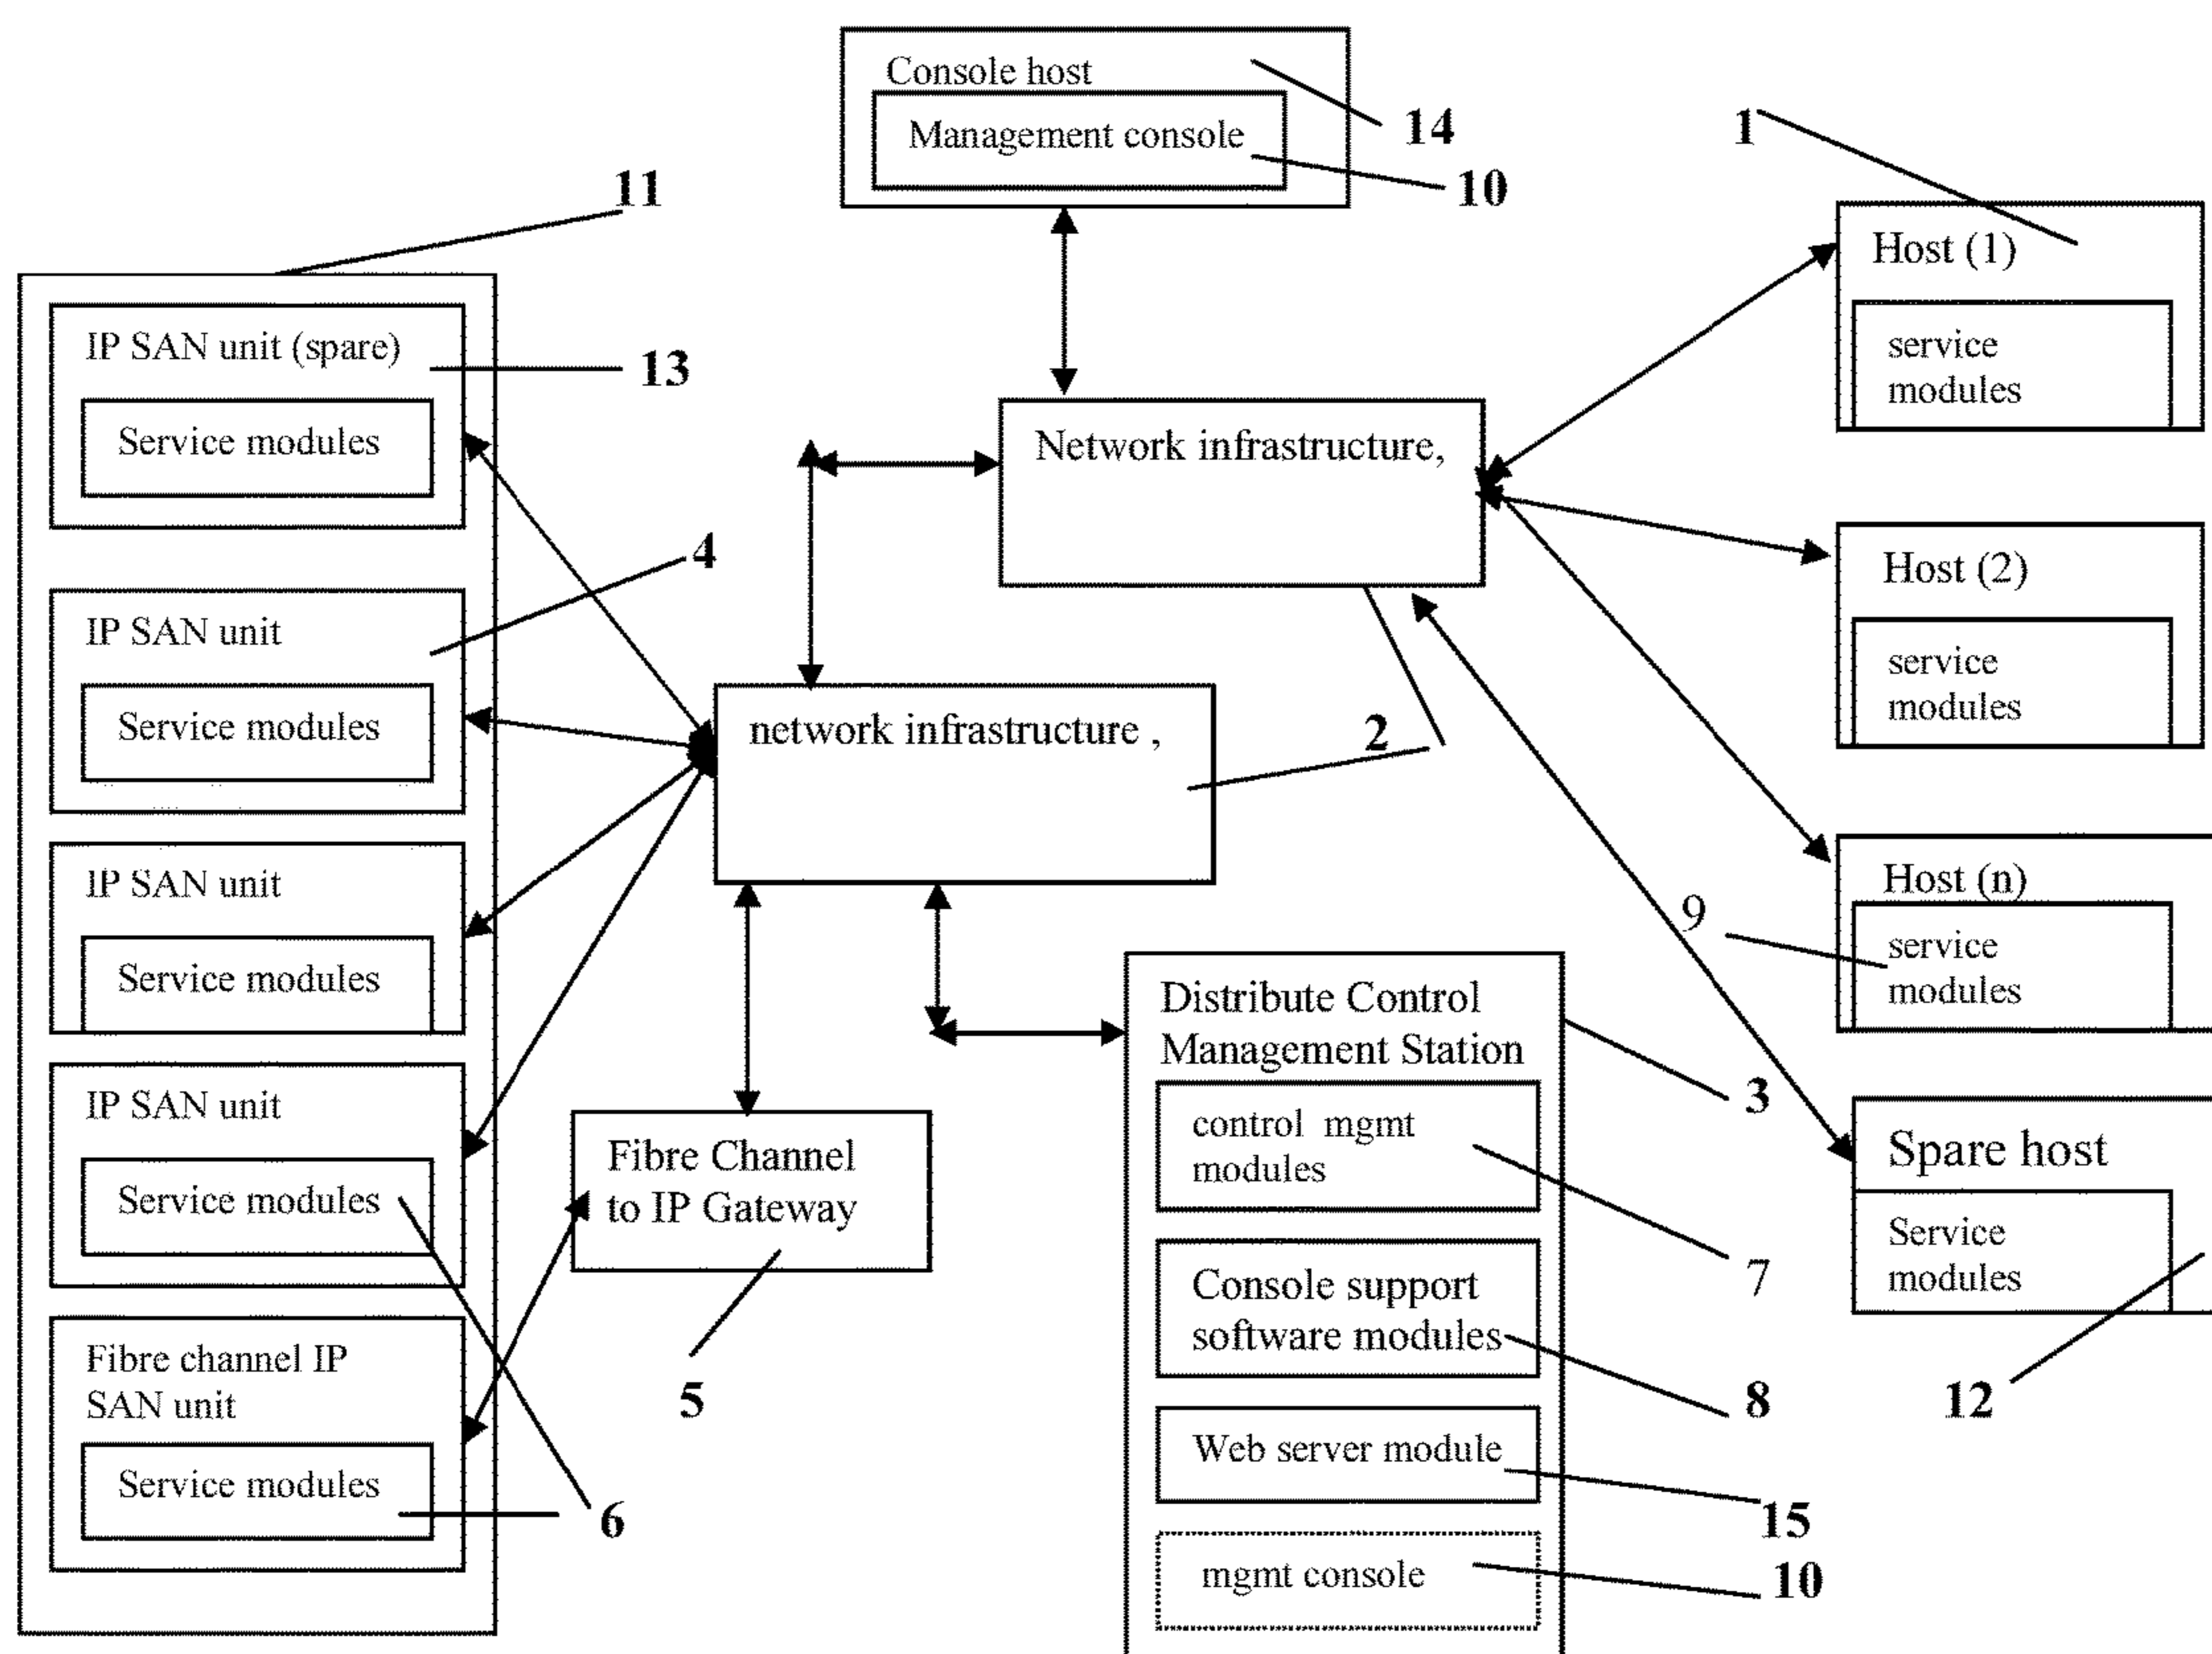 Console host
14
Management console
10
11
IP SAN unit (spare)
13
Service modules
4
IP SAN unit
Service modules
IP SAN unit
Service modules
IP SAN unit
Service modules
Fibre channel IP
SAN unit
Service modules
6
Network infrastructure,
network infrastructure ,
2
Fibre Channel
to IP Gateway
5
Distribute Control
Management Station
3
control mgmt
modules
7
Console support
software modules
8
Web server module
15
mgmt console
10
1
Host (1)
service
modules
Host (2)
service
modules
Host (n)
9
service
modules
Spare host
Service
modules
12